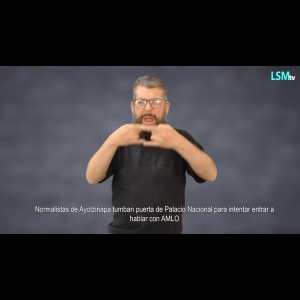 LSMtv
Normalistas de Ayotzinapa tumban puerta de Palacio Nacional para intentar entrar a
hablar con AMLO